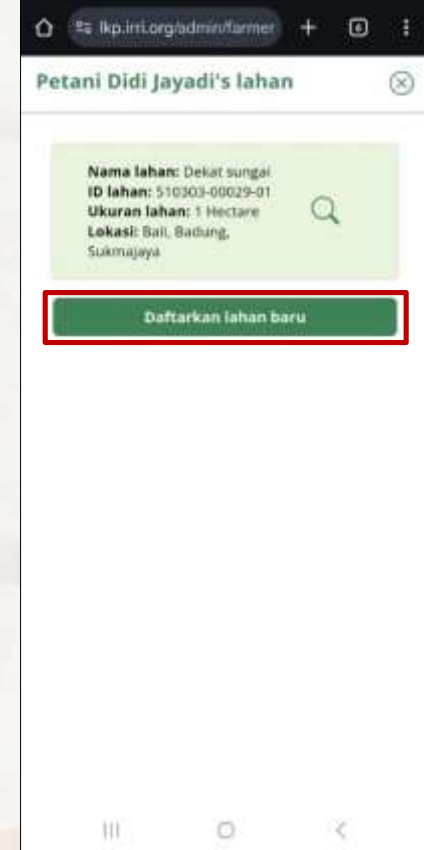 lkp.irri.org/admin/farmer
Petani Didi Jayadi's lahan
Nama lahan: Dekat sungai
ID lahan: 510303-00029-01
Ukuran lahan: 1 Hectare
Lokasi: Bali, Badung,
Sukmajaya
Daftarkan lahan baru